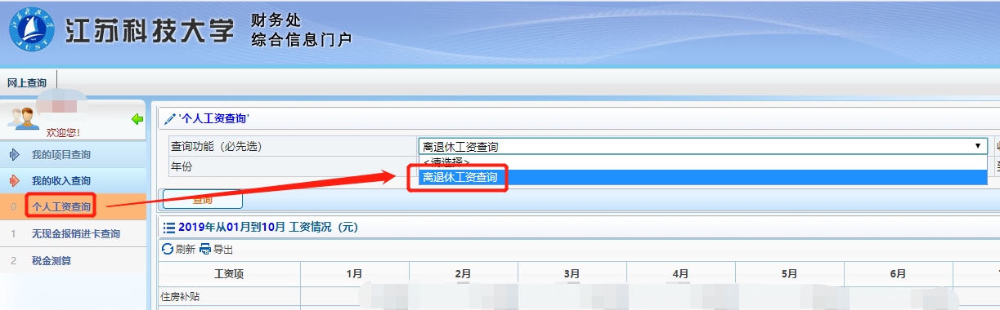 江苏科技大学
财务处
综合信息门户
JUST
网上查询
欢迎您!
我的项目查询
我的收入查询
0 个人工资查询
1 无现金报销进卡查询
2 税金测算
'个人工资查询'
查询功能（必先选） 离退休工资查询
<请选择>
年份 离退休工资查询
查询
2019年从01月到10月 工资情况（元）
刷新 导出
工资项 1月 2月 3月 4月 5月 6月
住房补贴